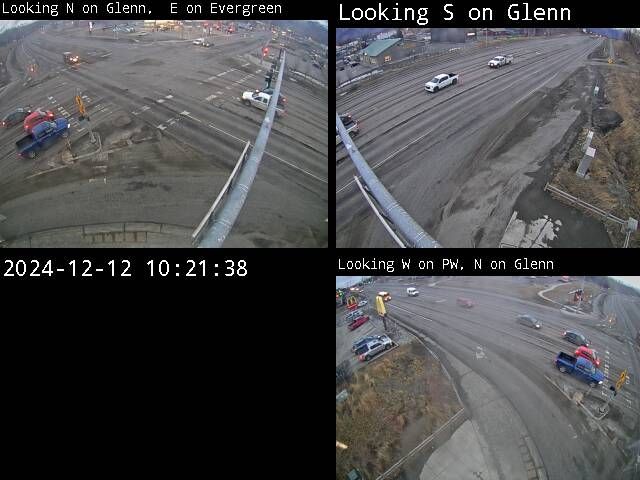 Looking N on Glenn, E on Evergreen
Looking S on Glenn
2024-12-12 10:21:38
Looking W on PW, N on Glenn